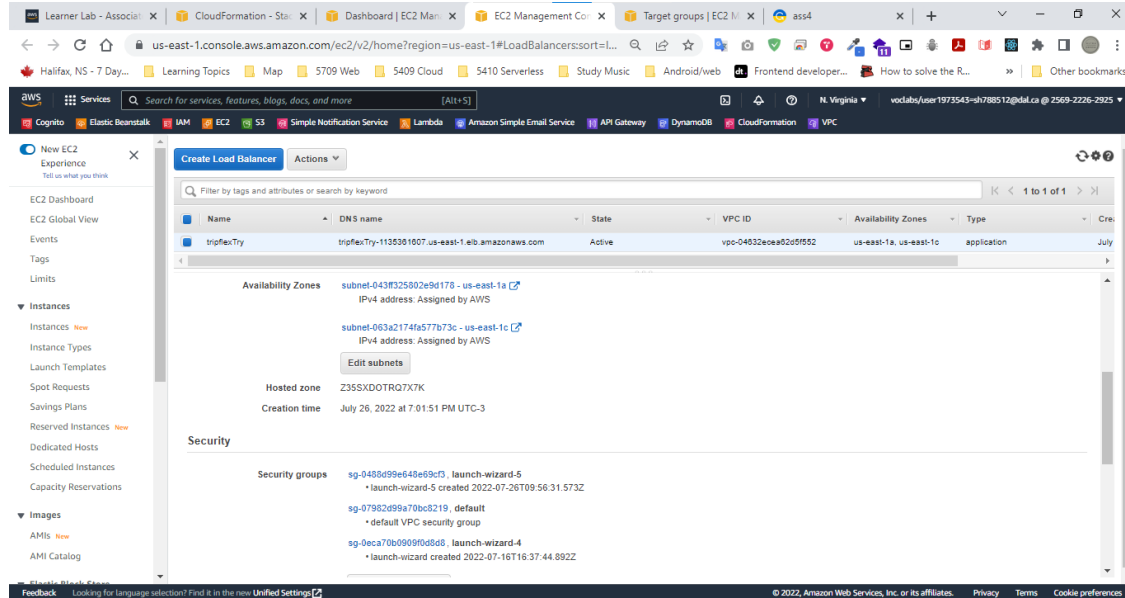 Learner Lab - Associat
CloudFormation - Stac
Dashboard | EC2 Man
EC2 Management Con
Target groups | EC2 M
ass4
us-east-1.console.aws.amazon.com/ec2/v2/home?region=us-east-1#LoadBalancers:sort=l...
11
Halifax, NS - 7 Day... Learning Topics Map 5709 Web 5409 Cloud 5410 Serverless Study Music Android/web dt. Frontend developer... How to solve the R... » Other bookmarks
aws Services Search for services, features, blogs, docs, and more [Alt+S] N. Virginia voclabs/user1973543=sh788512@dal.ca @ 2569-2226-2925
Cognito Elastic Beanstalk IAM EC2 S3 Simple Notification Service Lambda Amazon Simple Email Service API Gateway DynamoDB CloudFormation VPC
New EC2
Experience
Tell us what you think
EC2 Dashboard
EC2 Global View
Events
Tags
Limits
Instances
Instances New
Instance Types
Launch Templates
Spot Requests
Savings Plans
Reserved Instances New
Dedicated Hosts
Scheduled Instances
Capacity Reservations
Images
AMIs New
AMI Catalog
Elastic Block Store
Create Load Balancer Actions
Filter by tags and attributes or search by keyword 1 to 1 of 1
Name DNS name State VPC ID Availability Zones Type Crea
tripflexTry tripflexTry-1135361607.us-east-1.elb.amazonaws.com Active vpc-04632ecea62d5f552 us-east-1a, us-east-1c application July
Availability Zones subnet-043ff325802e9d178 - us-east-1a
IPv4 address: Assigned by AWS
subnet-063a2174fa577b73c - us-east-1c
IPv4 address: Assigned by AWS
Edit subnets
Hosted zone Z35SXDOTRQ7X7K
Creation time July 26, 2022 at 7:01:51 PM UTC-3
Security
Security groups sg-0488d99e648e69cf3, launch-wizard-5
• launch-wizard-5 created 2022-07-26T09:56:31.573Z
sg-07982d99a70bc8219, default
• default VPC security group
sg-0eca70b0909f0d8d8, launch-wizard-4
• launch-wizard created 2022-07-16T16:37:44.892Z
Feedback Looking for language selection? Find it in the new Unified Settings © 2022, Amazon Web Services, Inc. or its affiliates. Privacy Terms Cookie preferences